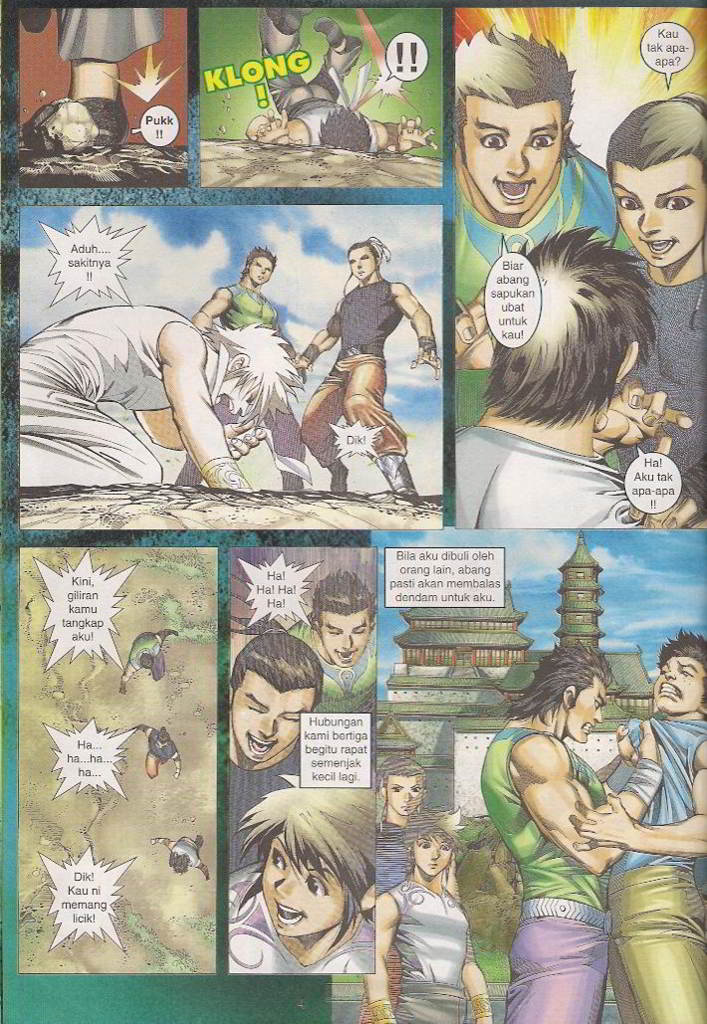 Pukk
!!
KLONG
!
!!
Kau
tak apa-
apa?
Biar
abang
sapukan
ubat
untuk
kau!
Ha!
Aku tak
apa-apa
!!
Aduh....
sakitnya
!!
Dik!
Kini,
giliran
kamu
tangkap
aku!
Ha...
ha...ha...
ha...
Dik!
Kau ni
memang
licik!
Ha!
Ha! Ha!
Ha!
Hubungan
kami bertiga
begitu rapat
semenjak
kecil lagi.
Bila aku dibuli oleh
orang lain, abang
pasti akan membalas
dendam untuk aku.
4